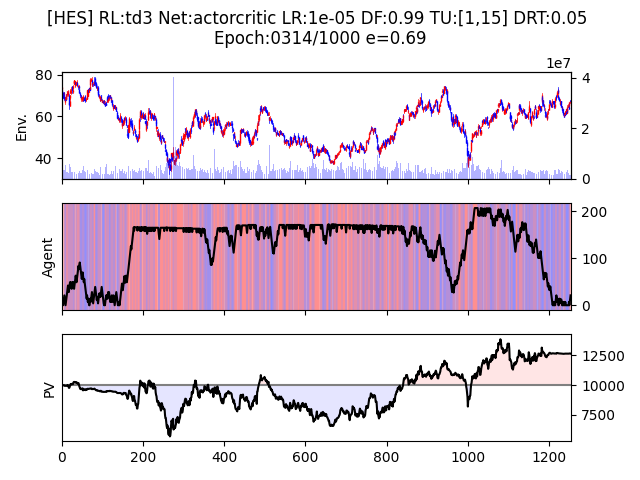 [HES] RL:td3 Net:actorcritic LR:1e-05 DF:0.99 TU:[1,15] DRT:0.05
Epoch:0314/1000 e=0.69
1e7
80
60
40
Env.
4
2
0
Agent
200
100
0
PV
12500
10000
7500
0 200 400 600 800 1000 1200